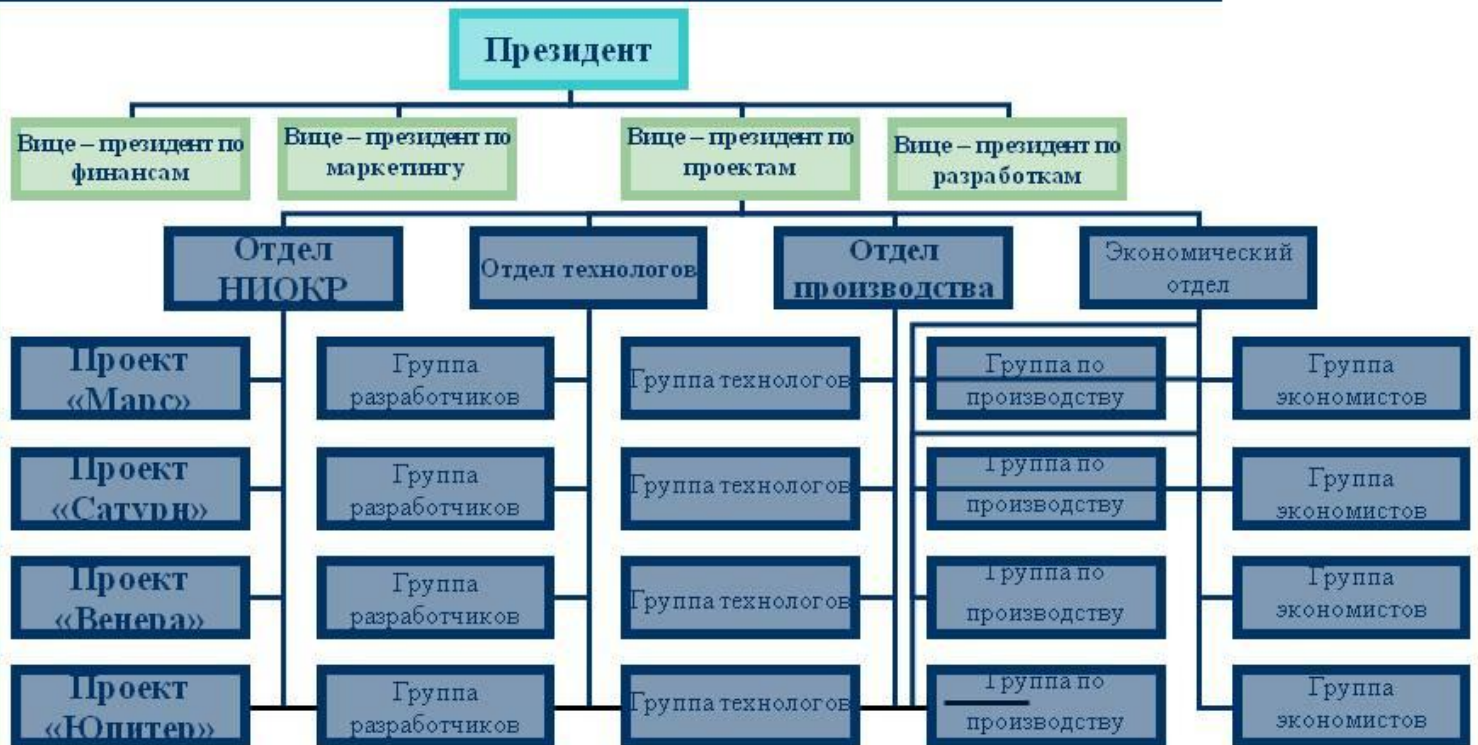 Президент
Вице – президент по
финансам
Вице – президент по
маркетингу
Вице – президент по
проектам
Вице – президент по
разработкам
Отдел
НИОКР
Отдел технологов
Отдел
производства
Экономический
отдел
Проект
«Марс»
Группа
разработчиков
Группа технологов
Группа по
производству
Группа
экономистов
Проект
«Сатурн»
Группа
разработчиков
Группа технологов
Группа по
производству
Группа
экономистов
Проект
«Венера»
Группа
разработчиков
Группа технологов
Группа по
производству
Группа
экономистов
Проект
«Юпитер»
Группа
разработчиков
Группа технологов
Группа по
производству
Группа
экономистов